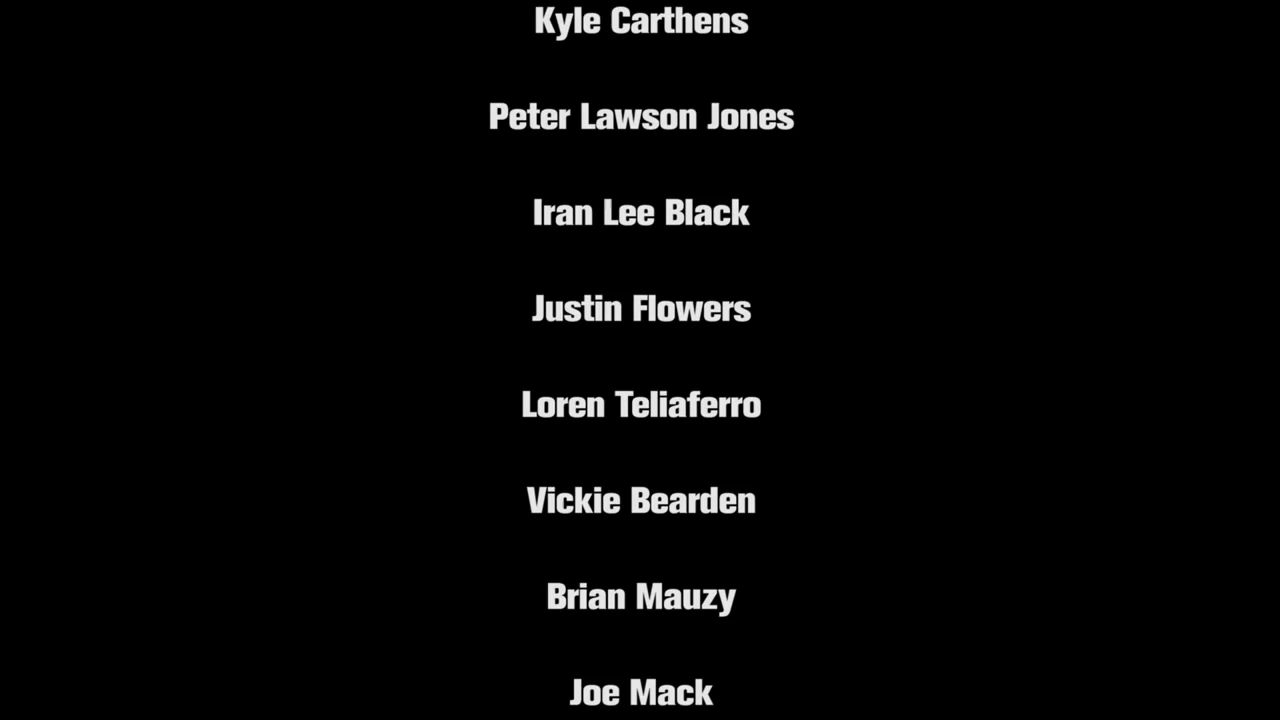 Kyle Carthens
Peter Lawson Jones
Iran Lee Black
Justin Flowers
Loren Teliaferro
Vickie Bearden
Brian Mauzy
Joe Mack